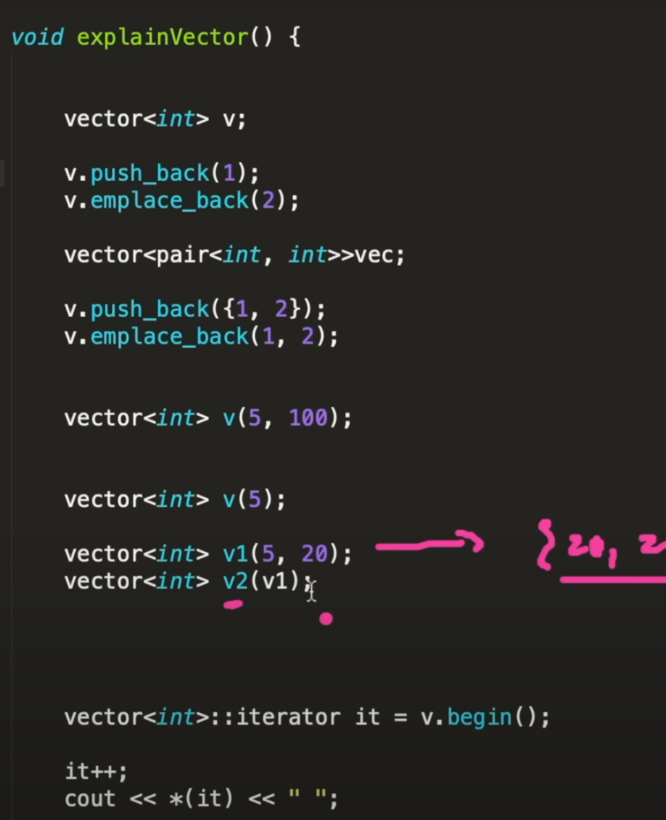 void explainVector() {
vector<int> v;
v.push_back(1);
v.emplace_back(2);
vector<pair<int, int>>vec;
v.push_back({1, 2});
v.emplace_back(1, 2);
vector<int> v(5, 100);
vector<int> v(5);
vector<int> v1(5, 20); {20,
vector<int> v2(v1);
vector<int>::iterator it = v.begin();
it++;
cout << *(it) << " ";